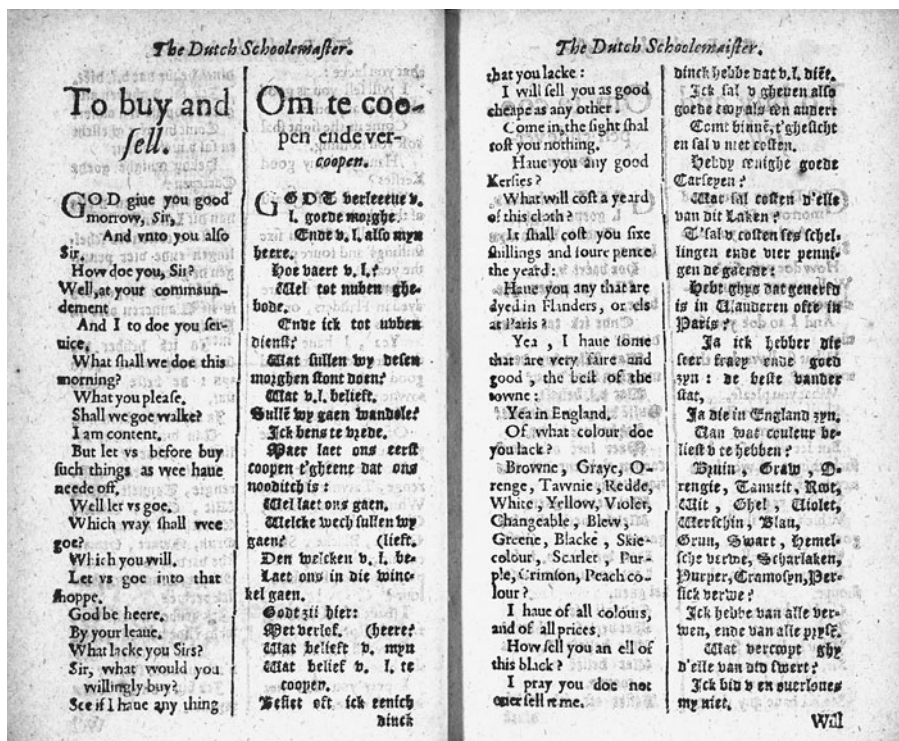 The Dutch Schoolemaſter.
To buy and
ſell.
GOD giue you good
morrow, Sir,
And vnto you alſo
Sir.
How doe you, Sir?
Well, at your commaun-
dement
And I to doe you ſer-
uice,
What ſhall we doe this
morning?
What you pleaſe.
Shall we goe walke?
I am content.
But let vs before buy
ſuch things as wee haue
neede off.
Well let vs goe.
Which way ſhall wee
goe?
Which you will.
Let vs goe into that
ſhoppe.
God be heere.
By your leaue.
What lacke you Sirs?
Sir, what would you
willingly buy?
See if I haue any thing
Om te coo-
pen ende ver-
coopen.
GODT verleene v.
l. goede morghe.
Ende v. l. alſo myn
heere.
Hoe vaert v. l.?
Wel tot uwen ghe-
bode.
Ende ick tot uwen
dienſt?
Wat ſullen wy deſen
morghen ſtont doen?
Wat v.l. belieft.
Sullē wy gaen wandelē?
Ick bens te vrede.
Maer laet ons eerſt
coopen t'gheene dat ons
nooditch is:
Wel laet ons gaen.
Welcke wech ſullen wy
gaen? (lieft.
Den welcken v. l. be-
Laet ons in die winc-
kel gaen.
Godt zij hier:
Met verlof. (heere?
Wat belieft v. myn
Wat belieft v. l. te
coopen.
Beſiet oft ick eenich
dinck
The Dutch Schoolemaiſter.
that you lacke:
I will ſell you as good
cheape as any other:
Come in, the ſight ſhal
coſt you nothing.
Haue you any good
Kerſies?
What will coſt a yeard
of this cloth?
It ſhall coſt you ſixe
ſhillings and foure pence
the yeard:
Haue you any that are
dyed in Flanders, or els
at Paris?
Yea, I haue ſome
that are very faire and
good, the beſt of the
towne:
Yea in England.
Of what colour doe
you lack?
Browne, Graye, O-
renge, Tawnie, Redde,
White, Yellow, Violet,
Changeable, Blew,
Greene, Blacke, Skie-
colour, Scarlet, Pur-
ple, Crimſon, Peach co-
lour?
I haue of all colours,
and of all prices,
How ſell you an ell of
this black?
I pray you doe not
ouer ſell it me.
dinck hebbe dat v.l. diēt.
Ick ſal v gheven alſo
goede coop als een andert
Comt binnē, t'gheſicht
en ſal v niet coſten.
Hebdy eenighe goede
Carſeyen?
Wat ſal coſten d'elle
van dit Laken?
T'ſal v coſten ſes ſchel-
lingen ende vier penni-
gen de gaerde:
Hebt ghys dat geverfd
is in Vlanderen ofte in
Paris?
Ja ick hebber die
ſeer fraey ende goed
zyn: de beſte vander
ſtat,
Ja die in England zyn.
Van wat couleur be-
lieft v te hebben?
Bruin, Graw, O-
rengie, Tanneit, Root,
Wit, Ghel, Violet,
Werſchin, Blau,
Grun, Swart, Hemel-
ſche verwe, Scharlaken,
Purper, Cramoſyn, Per-
ſick verwe?
Ick hebbe van alle ver-
wen, ende van alle pryſe.
Wat vercoopt ghy
d'elle van did ſwert?
Ick bid v en
my niet.
Will